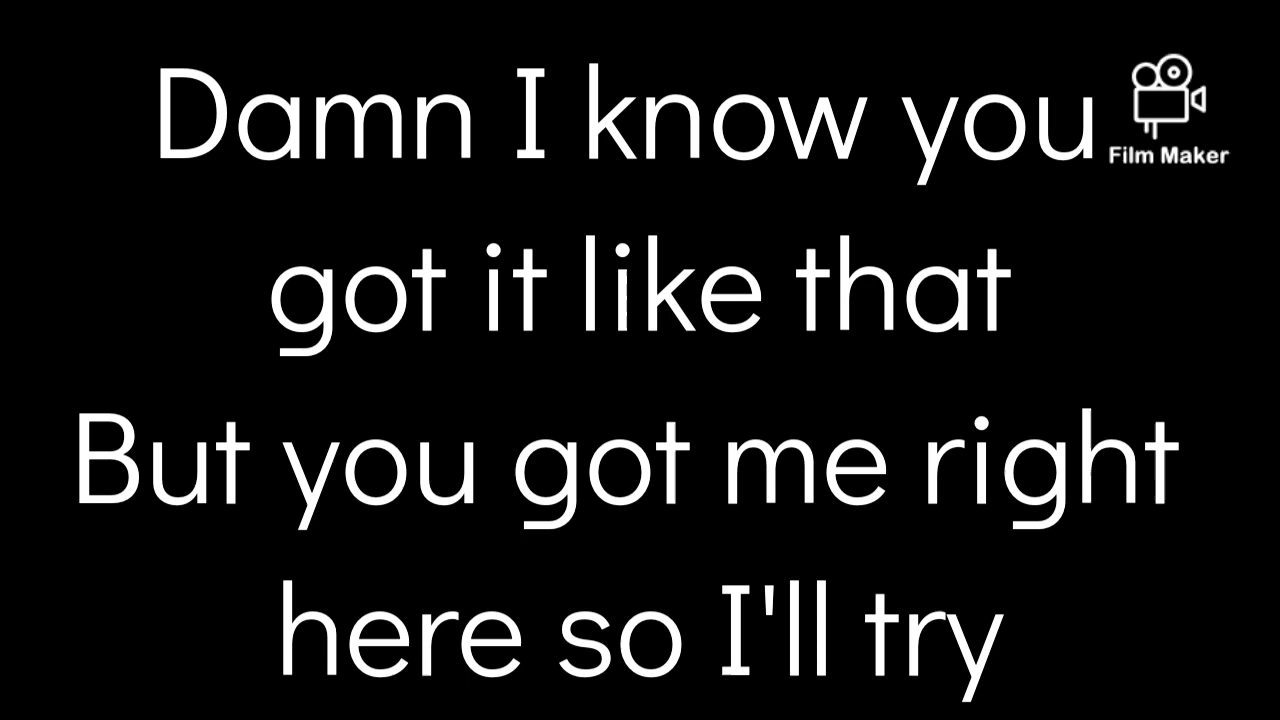 Damn I know you
Film Maker
got it like that
But you got me right
here so I'll try